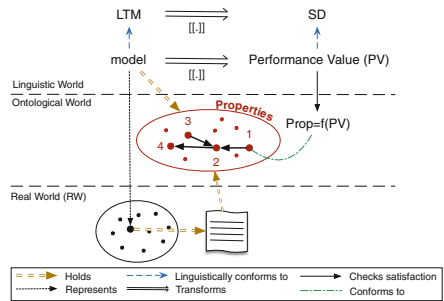 LTM
[[.]]
SD
model
[[.]]
Performance Value (PV)
Linguistic World
Ontological World
Properties
Prop=f(PV)
3
1
4
2
Real World (RW)
Holds
Linguistically conforms to
Checks satisfaction
Represents
Transforms
Conforms to